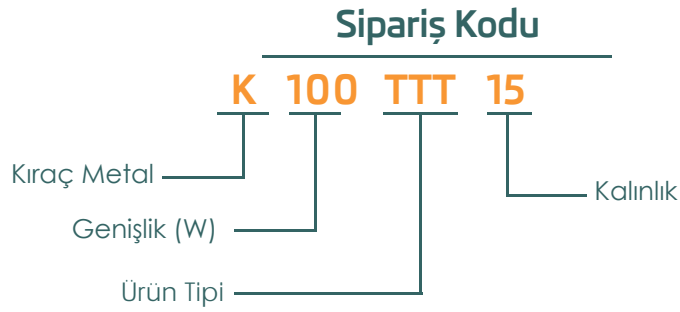 Sipariş Kodu
K 100 TTT 15
Kıraç Metal
Kalınlık
Genişlik (W)
Ürün Tipi